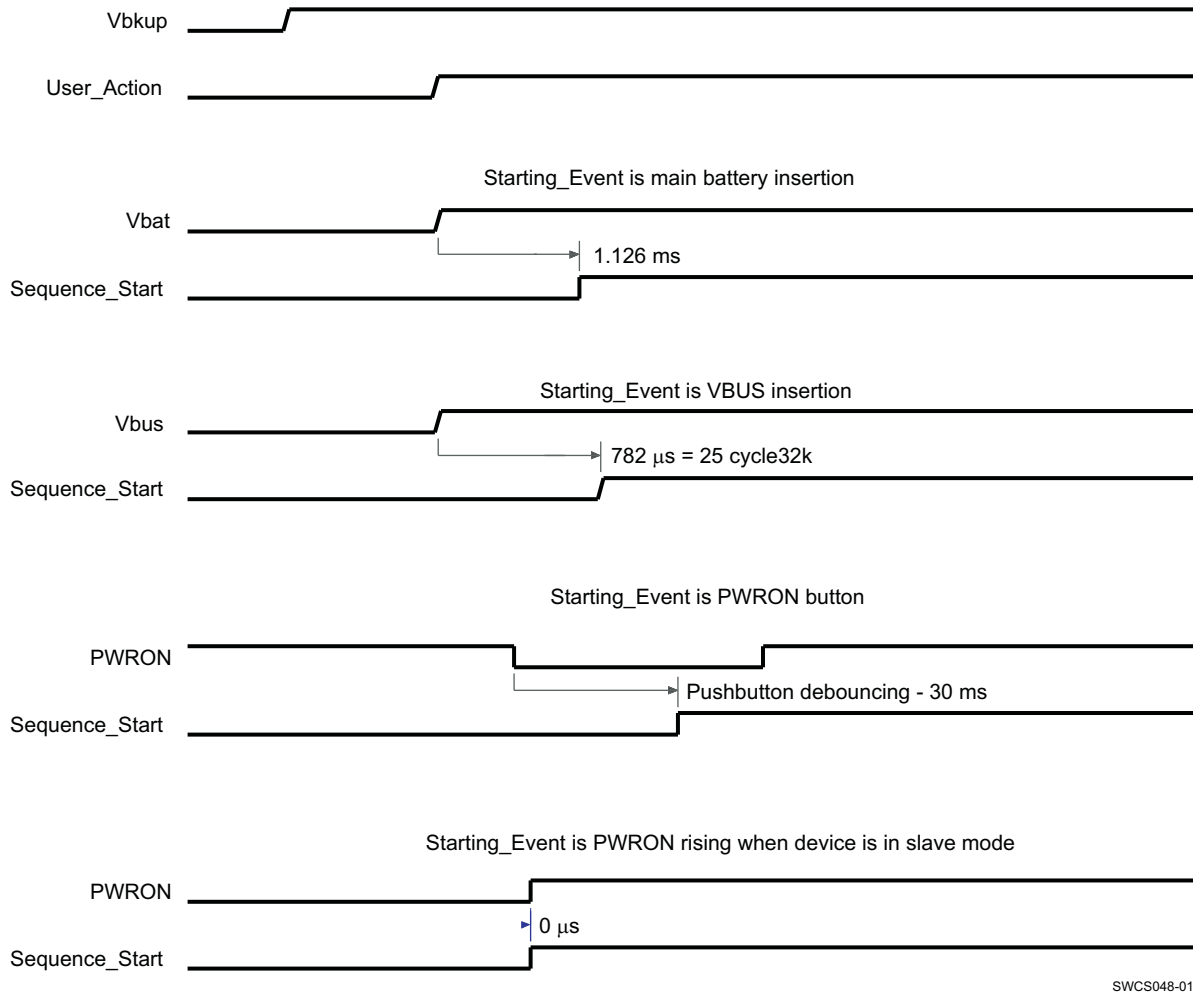 Vbkup
User_Action
Starting_Event is main battery insertion
Vbat
1.126 ms
Sequence_Start
Starting_Event is VBUS insertion
Vbus
782 μs = 25 cycle32k
Sequence_Start
Starting_Event is PWRON button
PWRON
Pushbutton debouncing - 30 ms
Sequence_Start
Starting_Event is PWRON rising when device is in slave mode
PWRON
0 μs
Sequence_Start
SWCS048-01